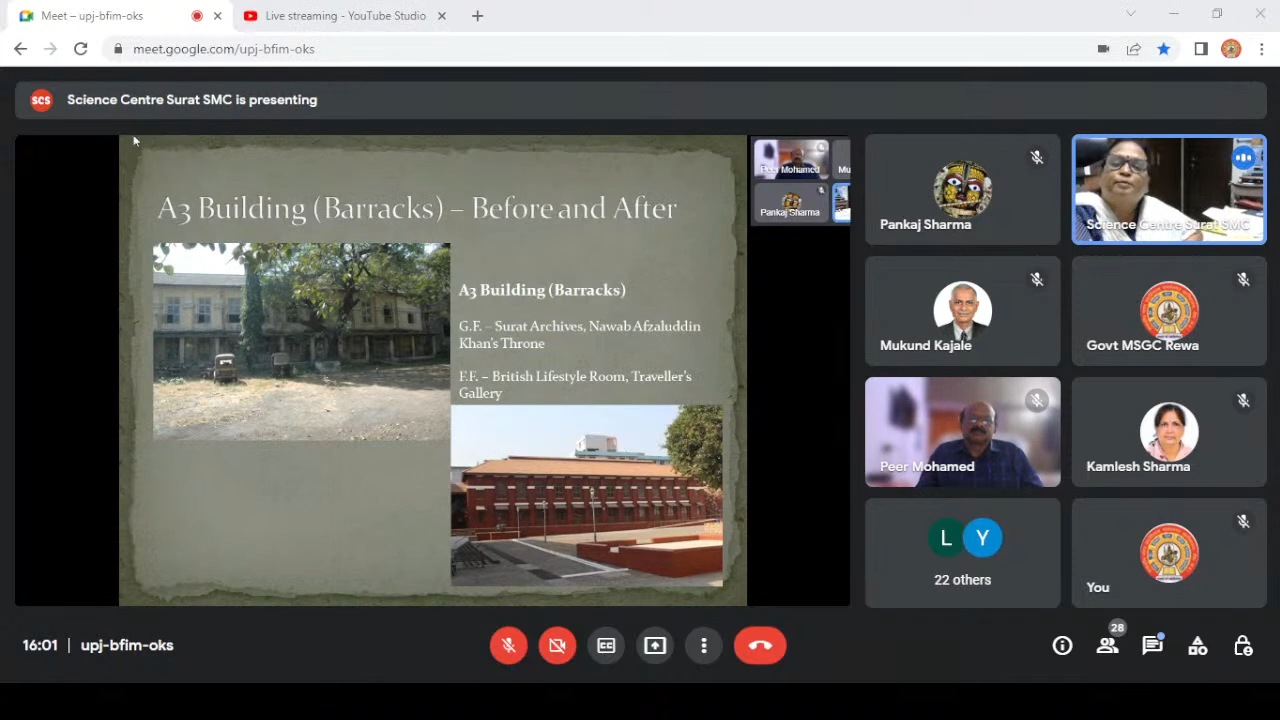 Meet – upj-bfim-oks
Live streaming - YouTube Studio
meet.google.com/upj-bfim-oks
SCS
Science Centre Surat SMC is presenting
A3 Building (Barracks) – Before and After
A3 Building (Barracks)
G.F. – Surat Archives, Nawab Afzaluddin
Khan's Throne
F.F. – British Lifestyle Room, Traveller's
Gallery
Peer Mohamed
Mu
Pankaj Sharma
Pankaj Sharma
Science Centre Surat SMC
Mukund Kajale
Govt MSGC Rewa
Peer Mohamed
Kamlesh Sharma
L
Y
22 others
You
16:01
upj-bfim-oks
CC
28